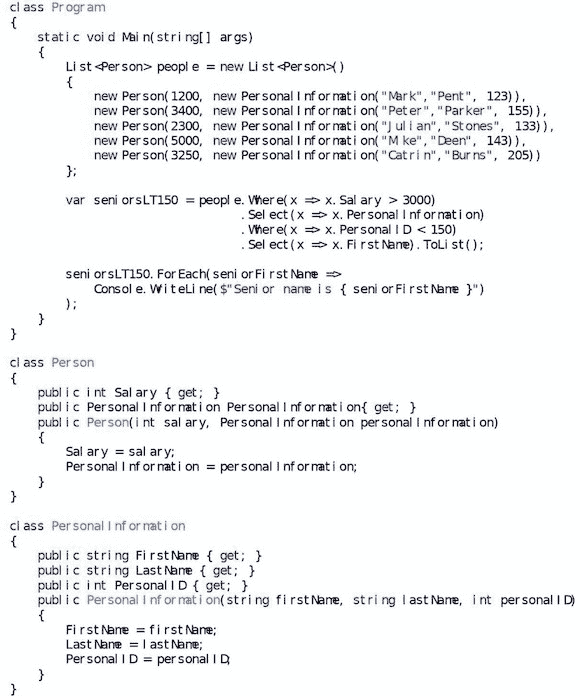 class Program
{
static void Main(string[] args)
{
List<Person> people = new List<Person>()
{
new Person(1200, new PersonalInformation("Mark","Pent", 123)),
new Person(3400, new PersonalInformation("Peter","Parker", 155)),
new Person(2300, new PersonalInformation("Julian","Stones", 133)),
new Person(5000, new PersonalInformation("Mike","Deen", 143)),
new Person(3250, new PersonalInformation("Catrin","Burns", 205))
};
var seniorsLT150 = people.Where(x => x.Salary > 3000)
.Select(x => x.PersonalInformation)
.Where(x => x.PersonalID < 150)
.Select(x => x.FirstName).ToList();
seniorsLT150.ForEach(seniorFirstName =>
Console.WriteLine($"Senior name is { seniorFirstName }")
);
}
}
class Person
{
public int Salary { get; }
public PersonalInformation PersonalInformation{ get; }
public Person(int salary, PersonalInformation personalInformation)
{
Salary = salary;
PersonalInformation = personalInformation;
}
}
class PersonalInformation
{
public string FirstName { get; }
public string LastName { get; }
public int PersonalID { get; }
public PersonalInformation(string firstName, string lastName, int personalID)
{
FirstName = firstName;
LastName = lastName;
PersonalID = personalID;
}
}